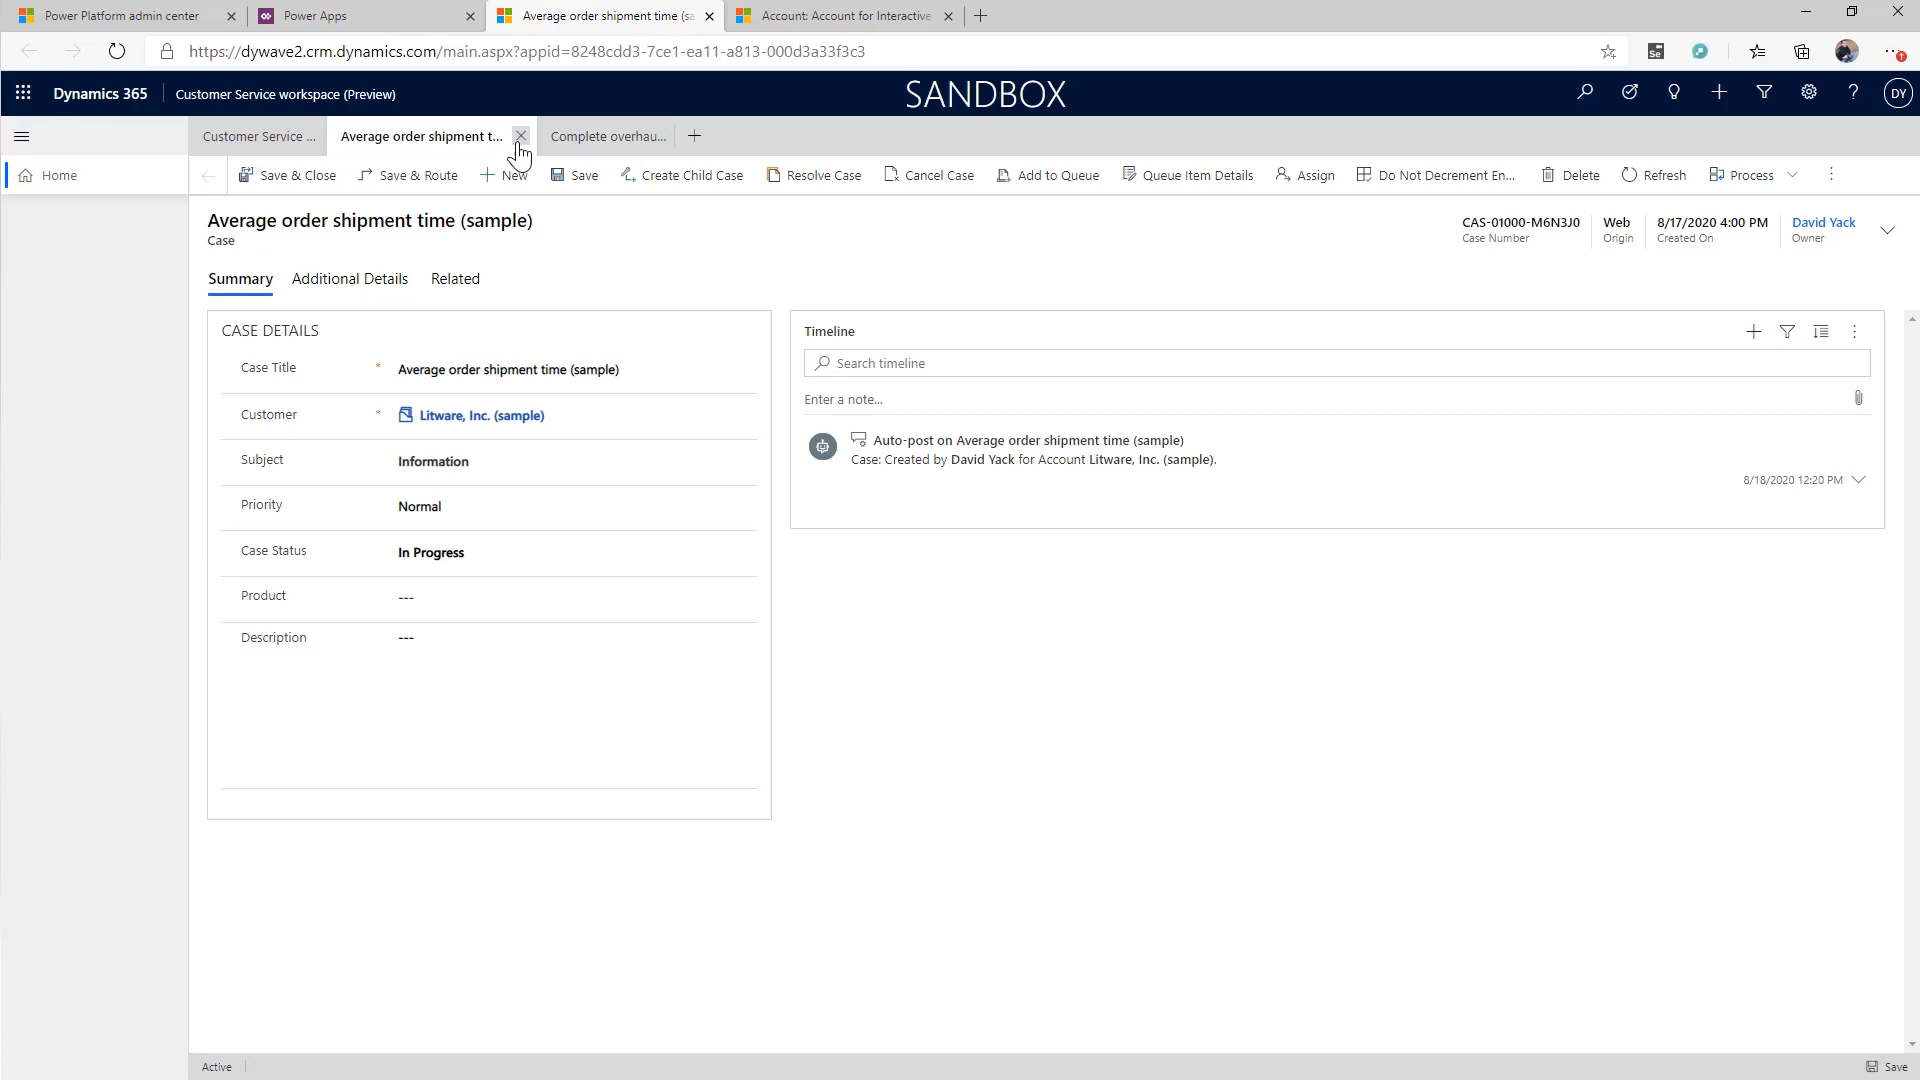 Power Platform admin center
Power Apps
Average order shipment time (sa
Account: Account for Interactive
https://dywave2.crm.dynamics.com/main.aspx?appid=8248cdd3-7ce1-ea11-a813-000d3a33f3c3
Se
Dynamics 365
Customer Service workspace (Preview)
SANDBOX
DY
Customer Service ...
Average order shipment t...
Complete overhau...
Home
Save & Close
Save & Route
New
Save
Create Child Case
Resolve Case
Cancel Case
Add to Queue
Queue Item Details
Assign
Do Not Decrement En...
Delete
Refresh
Process
Average order shipment time (sample)
Case
CAS-01000-M6N3J0
Case Number
Web
Origin
8/17/2020 4:00 PM
Created On
David Yack
Owner
Summary
Additional Details
Related
CASE DETAILS
Case Title * Average order shipment time (sample)
Customer * Litware, Inc. (sample)
Subject Information
Priority Normal
Case Status In Progress
Product ---
Description ---
Timeline
Search timeline
Enter a note...
Auto-post on Average order shipment time (sample)
Case: Created by David Yack for Account Litware, Inc. (sample).
8/18/2020 12:20 PM
Active
Save